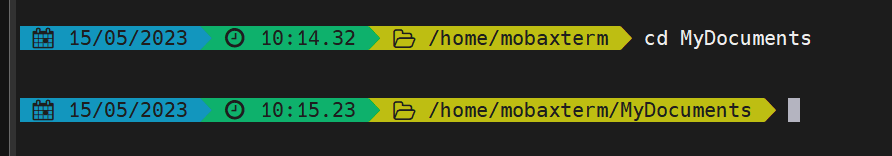 15/05/2023 10:14.32 /home/mobaxterm cd MyDocuments
15/05/2023 10:15.23 /home/mobaxterm/MyDocuments